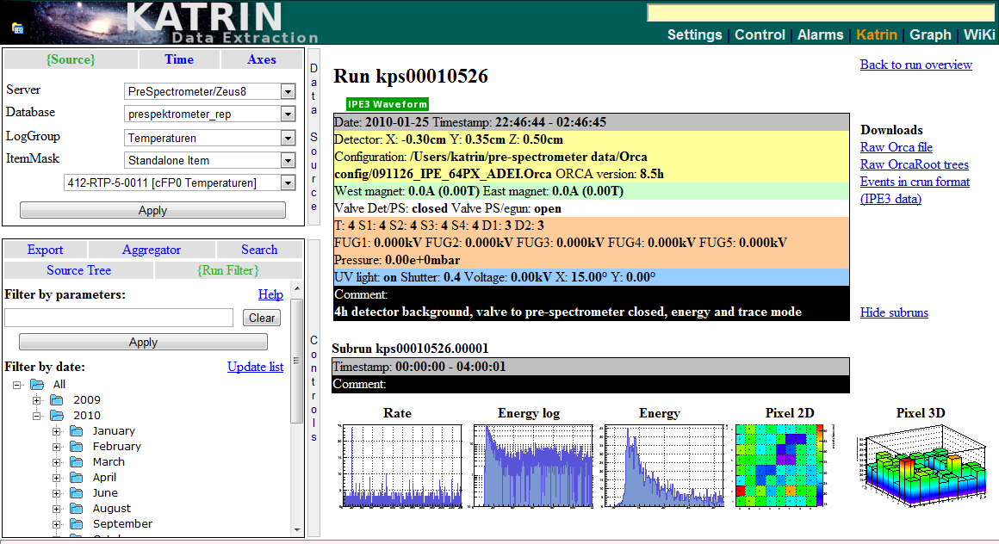 KATRIN
Data Extraction
Settings | Control | Alarms | Katrin | Graph | WiKi
{Source} Time Axes
Server PreSpectrometer/Zeus8
Database prespektrometer_rep
LogGroup Temperaturen
ItemMask Standalone Item
412-RTP-5-0011 [cFP0 Temperaturen]
Apply
Data Source
Export Aggregator Search
Source Tree {Run Filter}
Filter by parameters: Help
Clear
Apply
Filter by date: Update list
All
2009
2010
January
February
March
April
June
August
September
Controls
Run kps00010526
IPE3 Waveform
Date: 2010-01-25 Timestamp: 22:46:44 - 02:46:45
Detector: X: -0.30cm Y: 0.35cm Z: 0.50cm
Configuration: /Users/katrin/pre-spectrometer data/Orca
config/091126_IPE_64PX_ADEI.Orca ORCA version: 8.5h
West magnet: 0.0A (0.00T) East magnet: 0.0A (0.00T)
Valve Det/PS: closed Valve PS/egun: open
T: 4 S1: 4 S2: 4 S3: 4 S4: 4 D1: 3 D2: 3
FUG1: 0.000kV FUG2: 0.000kV FUG3: 0.000kV FUG4: 0.000kV FUG5: 0.000kV
Pressure: 0.00e+0mbar
UV light: on Shutter: 0.4 Voltage: 0.00kV X: 15.00° Y: 0.00°
Comment:
4h detector background, valve to pre-spectrometer closed, energy and trace mode
Back to run overview
Downloads
Raw Orca file
Raw OrcaRoot trees
Events in crun format
(IPE3 data)
Hide subruns
Subrun kps00010526.00001
Timestamp: 00:00:00 - 04:00:01
Comment:
Rate Energy log Energy Pixel 2D Pixel 3D